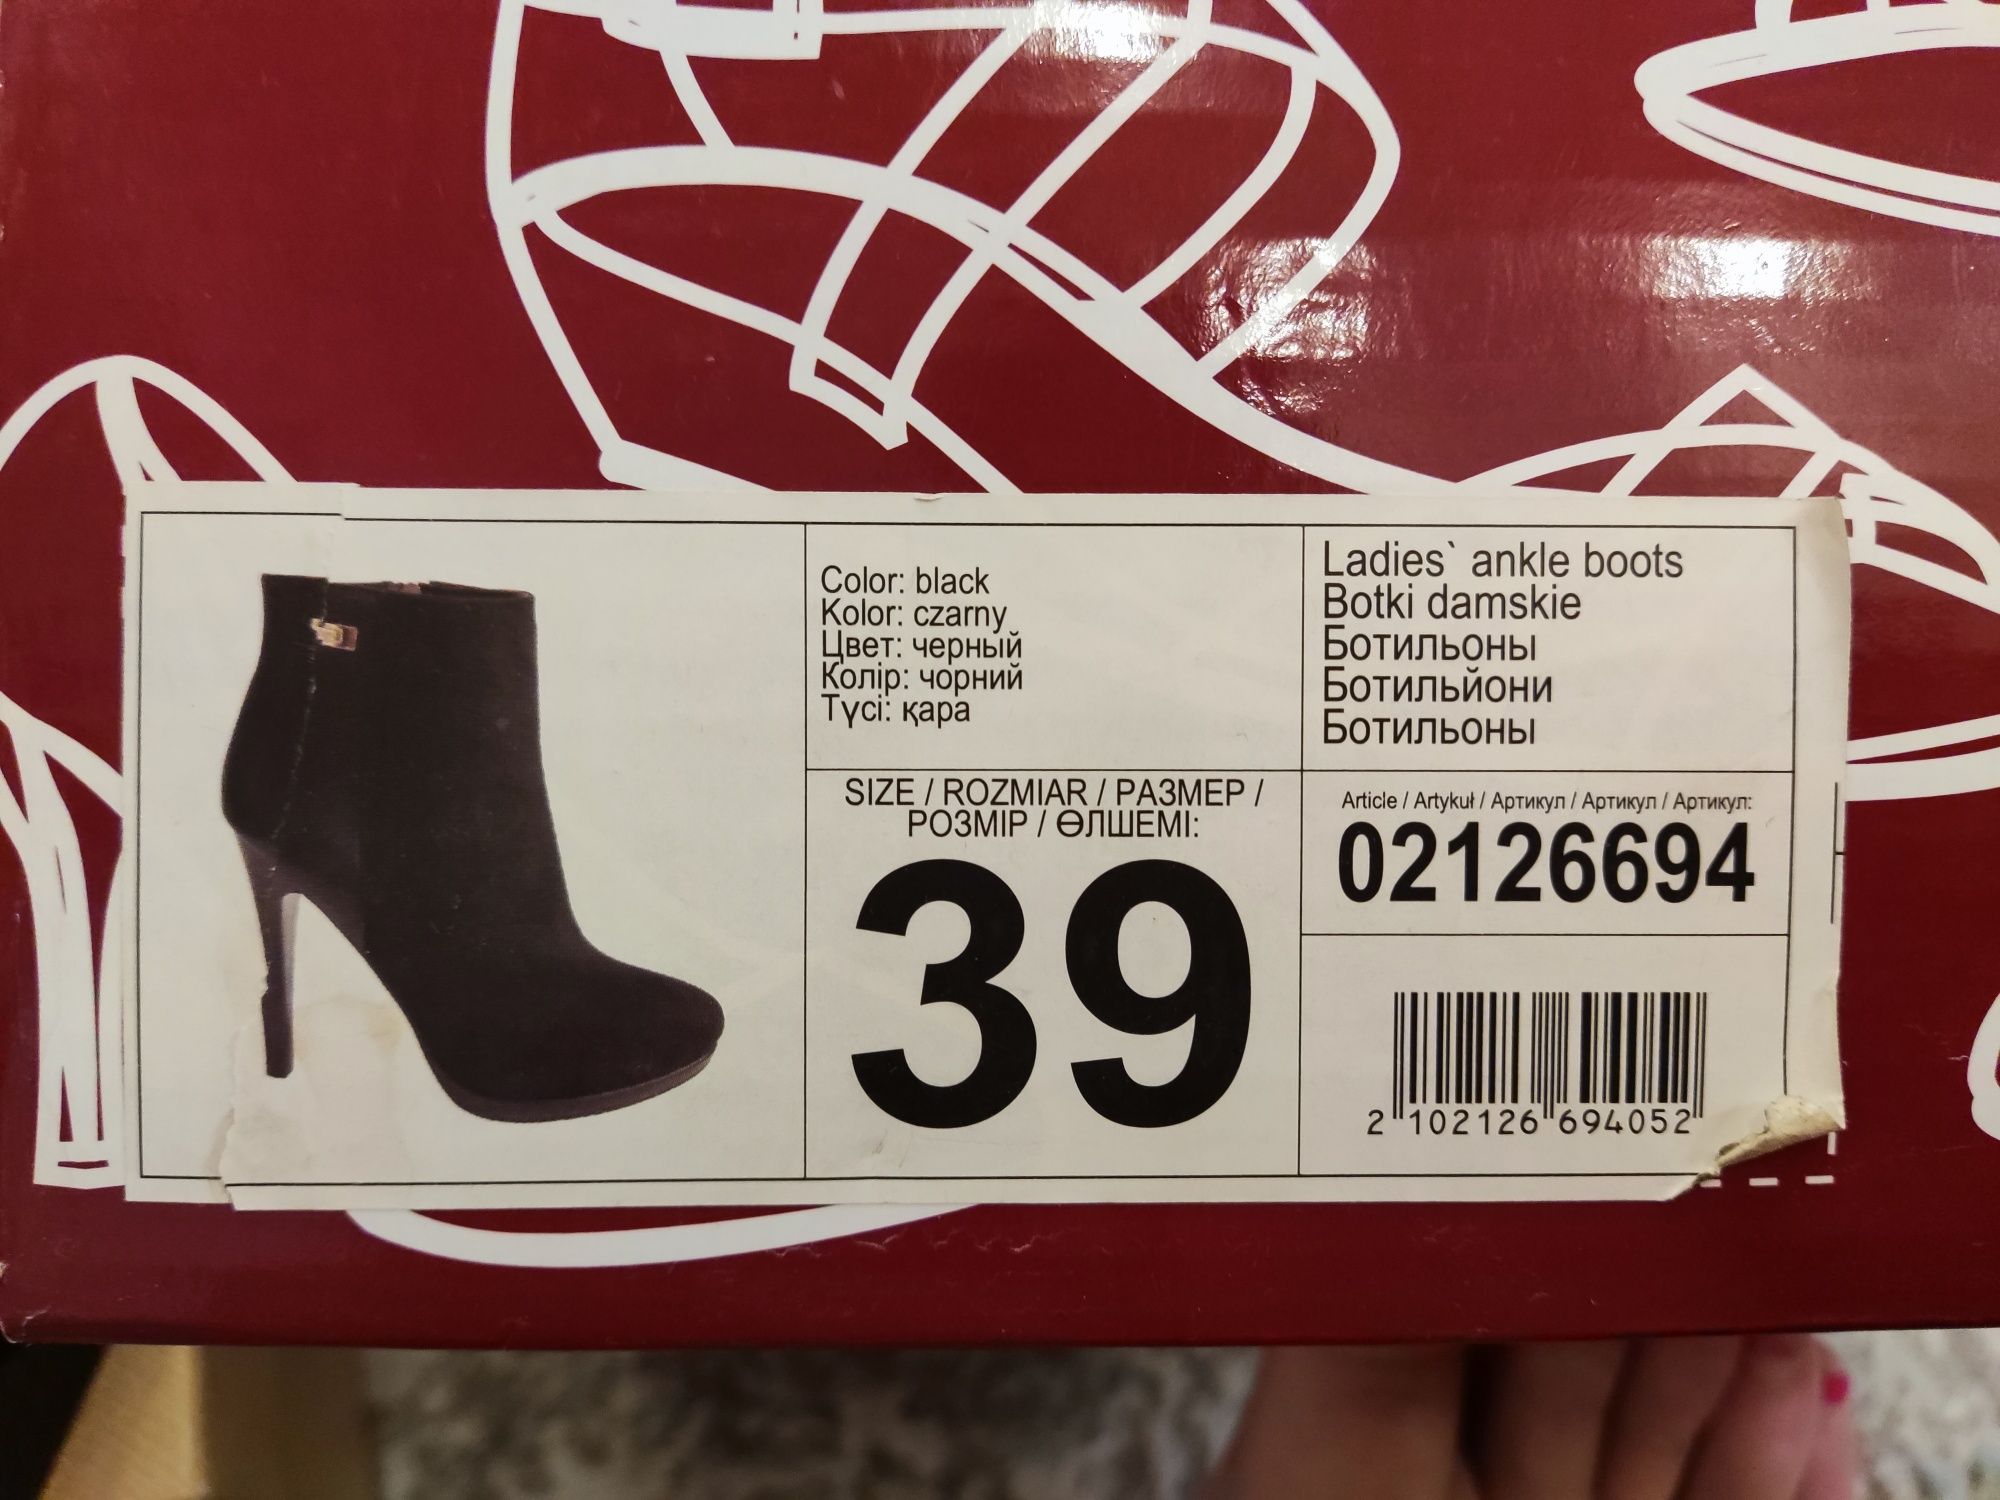 Color: black
Kolor: czarny
Цвет: черный
Колір: чорний
Түсі: қара
SIZE / ROZMIAR / РАЗМЕР /
РОЗМІР / ӨЛШЕМІ:
39
Ladies` ankle boots
Botki damskie
Ботильоны
Ботильйони
Ботильоны
Article / Artykuł / Артикул / Артикул / Артикул:
02126694
2 102126 694052